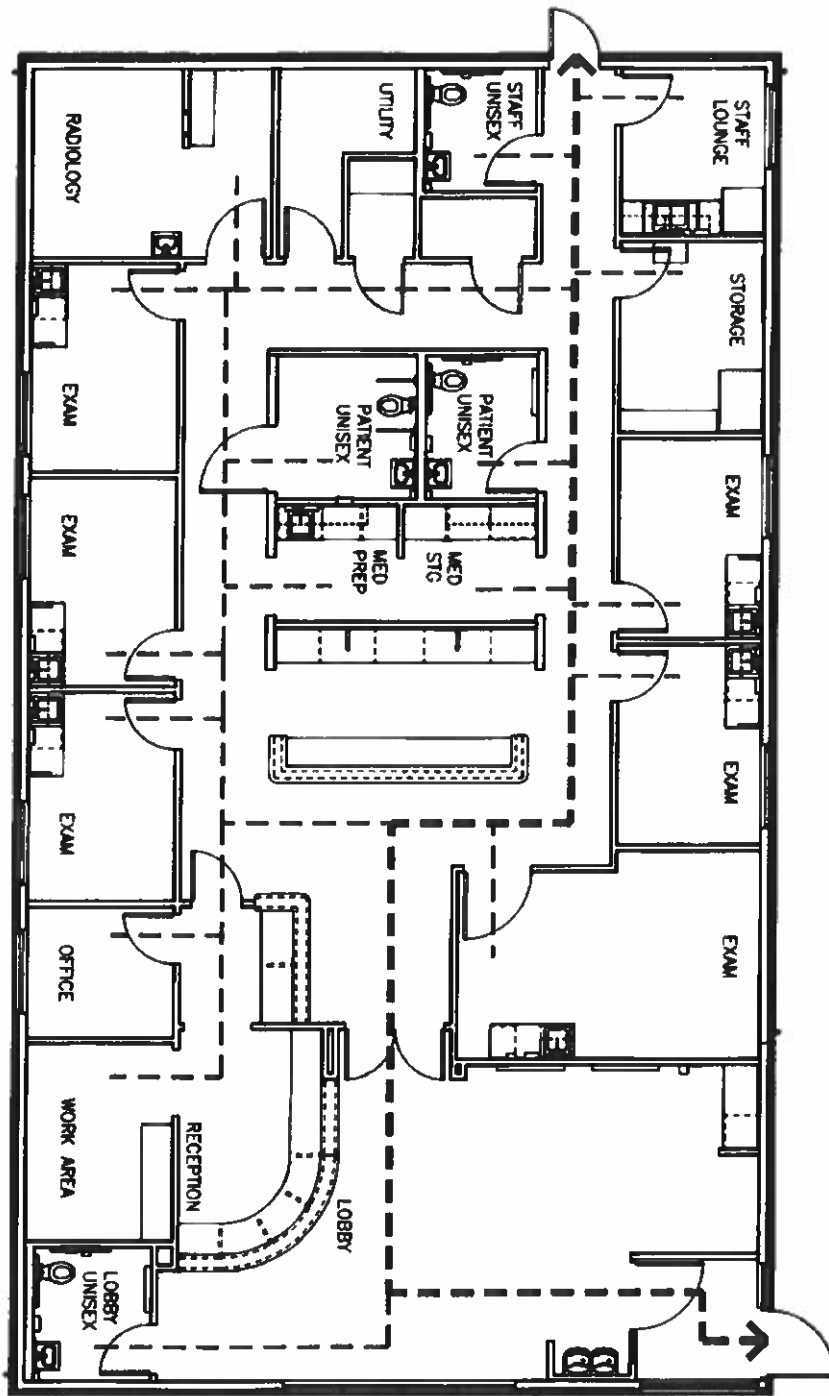 RADIOLOGY
UTILITY
STAFF
UNISEX
STAFF
LOUNGE
STORAGE
EXAM
PATIENT
UNISEX
PATIENT
UNISEX
EXAM
EXAM
MED
PREP
MED
STG
EXAM
EXAM
OFFICE
EXAM
WORK AREA
RECEPTION
LOBBY
LOBBY
UNISEX